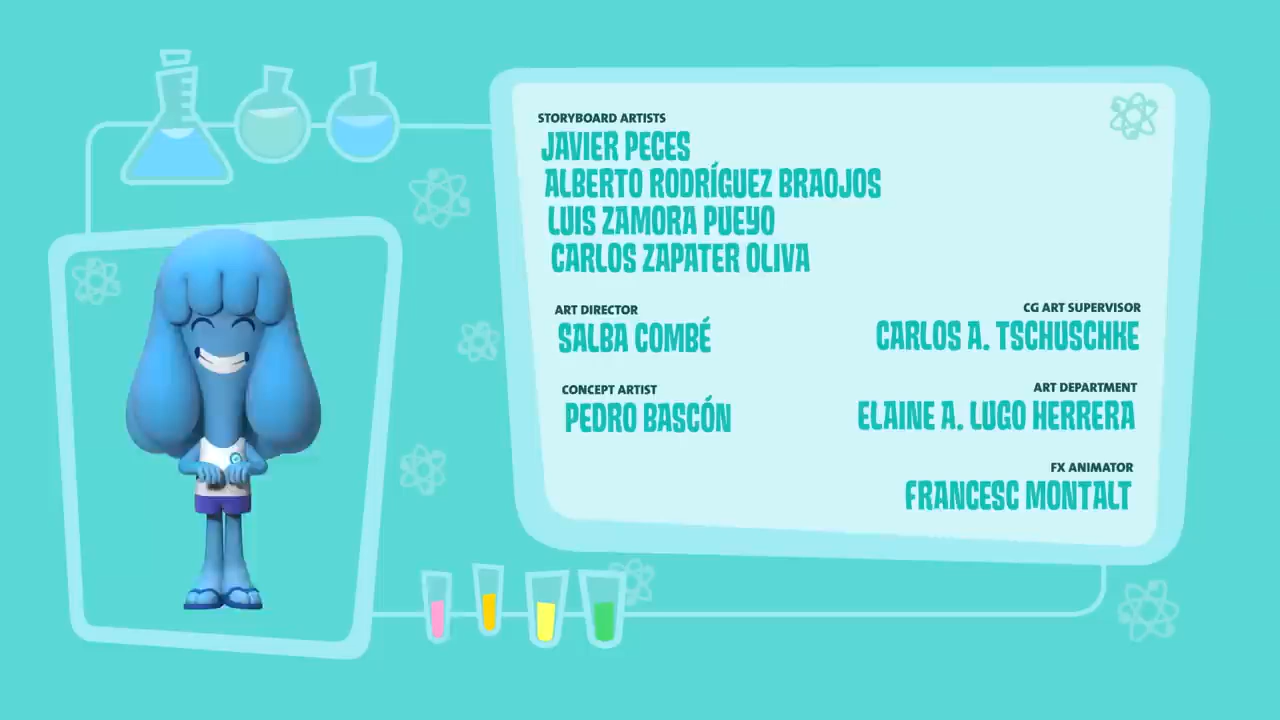 STORYBOARD ARTISTS
JAVIER PECES
ALBERTO RODRÍGUEZ BRAOJOS
LUIS ZAMORA PUEYO
CARLOS ZAPATER OLIVA
ART DIRECTOR
SALBA COMBÉ
CONCEPT ARTIST
PEDRO BASCÓN
CG ART SUPERVISOR
CARLOS A. TSCHUSCHKE
ART DEPARTMENT
ELAINE A. LUGO HERRERA
FX ANIMATOR
FRANCESC MONTALT